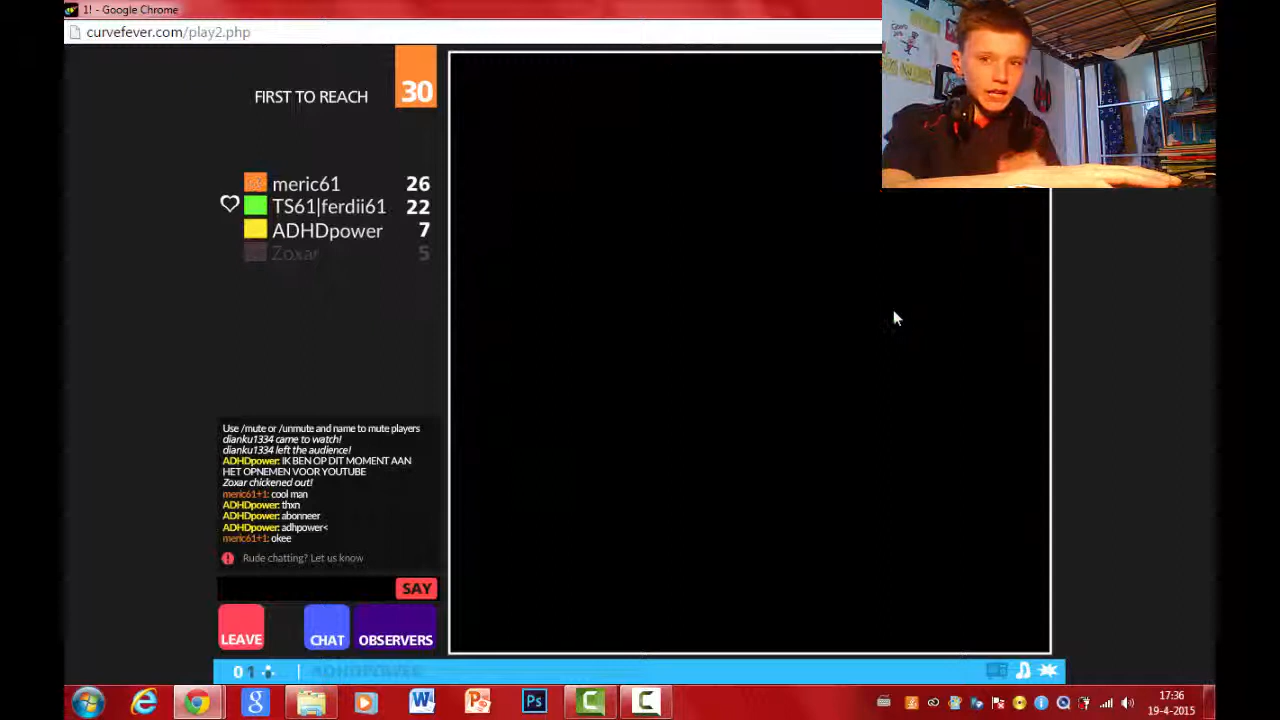 1! - Google Chrome
curvefever.com/play2.php
FIRST TO REACH 30
meric61 26
TS61|ferdii61 22
ADHDpower 7
Zoxar 5
Use /mute or /unmute and name to mute players
dianku1334 came to watch!
dianku1334 left the audience!
ADHDpower: IK BEN OP DIT MOMENT AAN
HET OPNEMEN VOOR YOUTUBE
Zoxar chickened out!
meric61+1: cool man
ADHDpower: thxn
ADHDpower: abonneer
ADHDpower: adhpower<
meric61+1: okee
Rude chatting? Let us know
SAY
LEAVE
CHAT
OBSERVERS
0 1
ADHDPOWER
17:36
19-4-2015